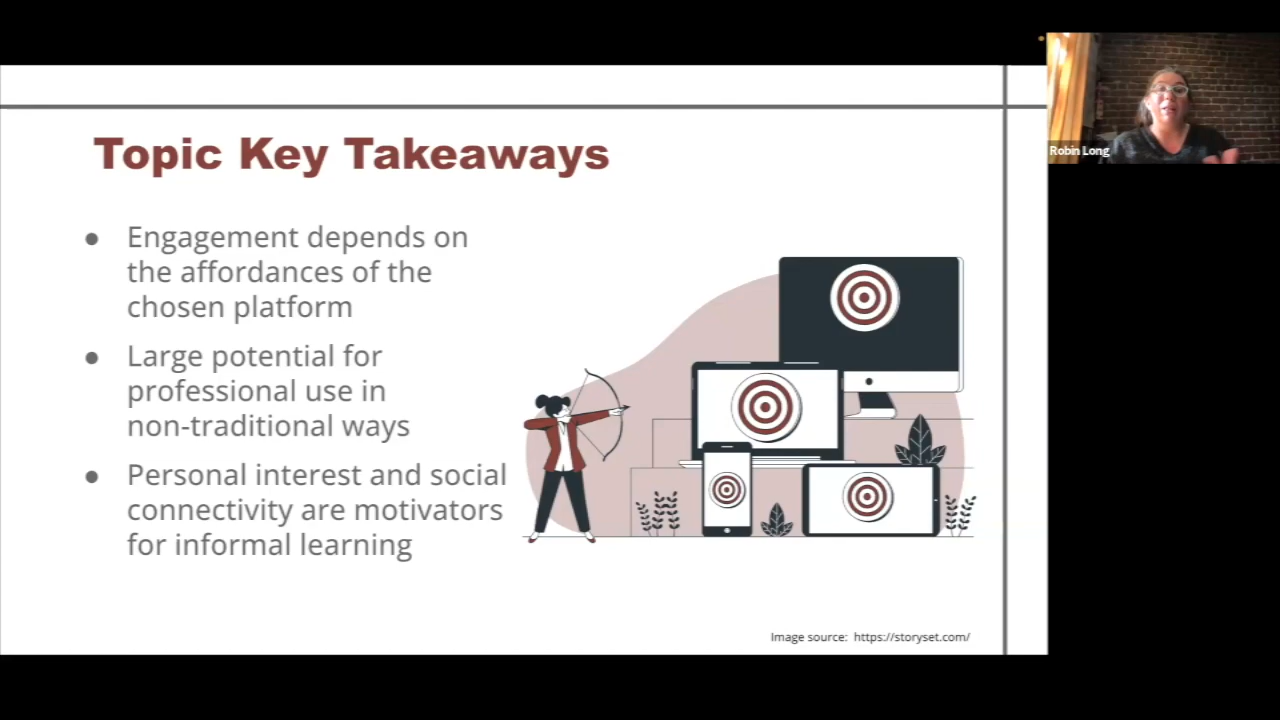 Topic Key Takeaways
● Engagement depends on
the affordances of the
chosen platform
● Large potential for
professional use in
non-traditional ways
● Personal interest and social
connectivity are motivators
for informal learning
Image source: https://storyset.com/
Robin Long